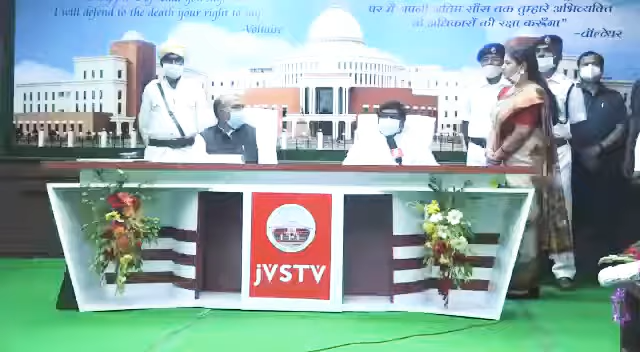 I will defend to the death your right to say"
-Voltaire
पर मैं अपनी अंतिम साँस तक तुम्हारे अभिव्यक्ति
के अधिकारों की रक्षा करूँगा”
-वॉल्टेयर
jVSTV